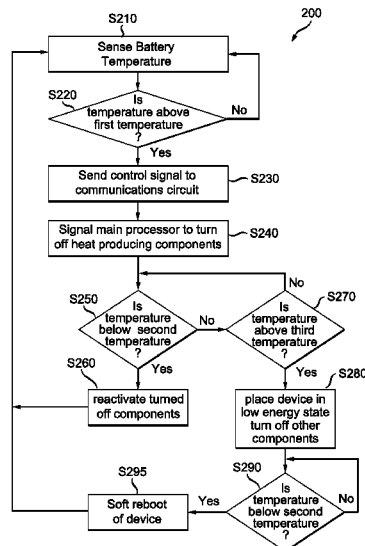 S210
200
Sense Battery
Temperature
S220
Is
temperature above
first temperature
?
No
Yes
Send control signal to
communications circuit
S230
Signal main processor to turn
off heat producing components
S240
S250
Is
temperature
below second
temperature
?
No
Yes
No
S270
Is
temperature
above third
temperature
?
Yes
S260
reactivate turned
off components
S280
place device in
low energy state
turn off other
components
S290
Is
temperature
below second
temperature
?
No
Yes
S295
Soft reboot
of device